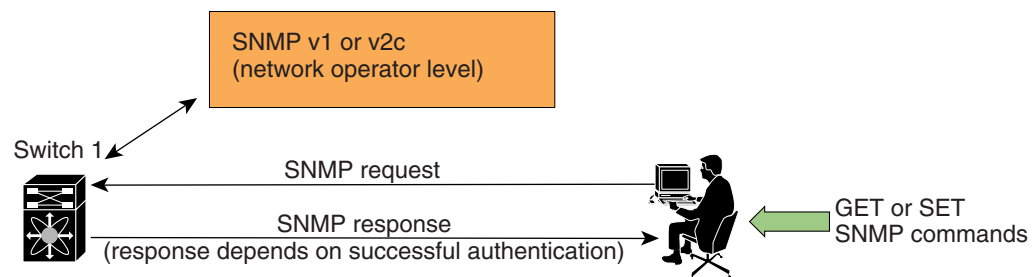 SNMP v1 or v2c
(network operator level)
Switch 1
SNMP request
SNMP response
(response depends on successful authentication)
GET or SET
SNMP commands